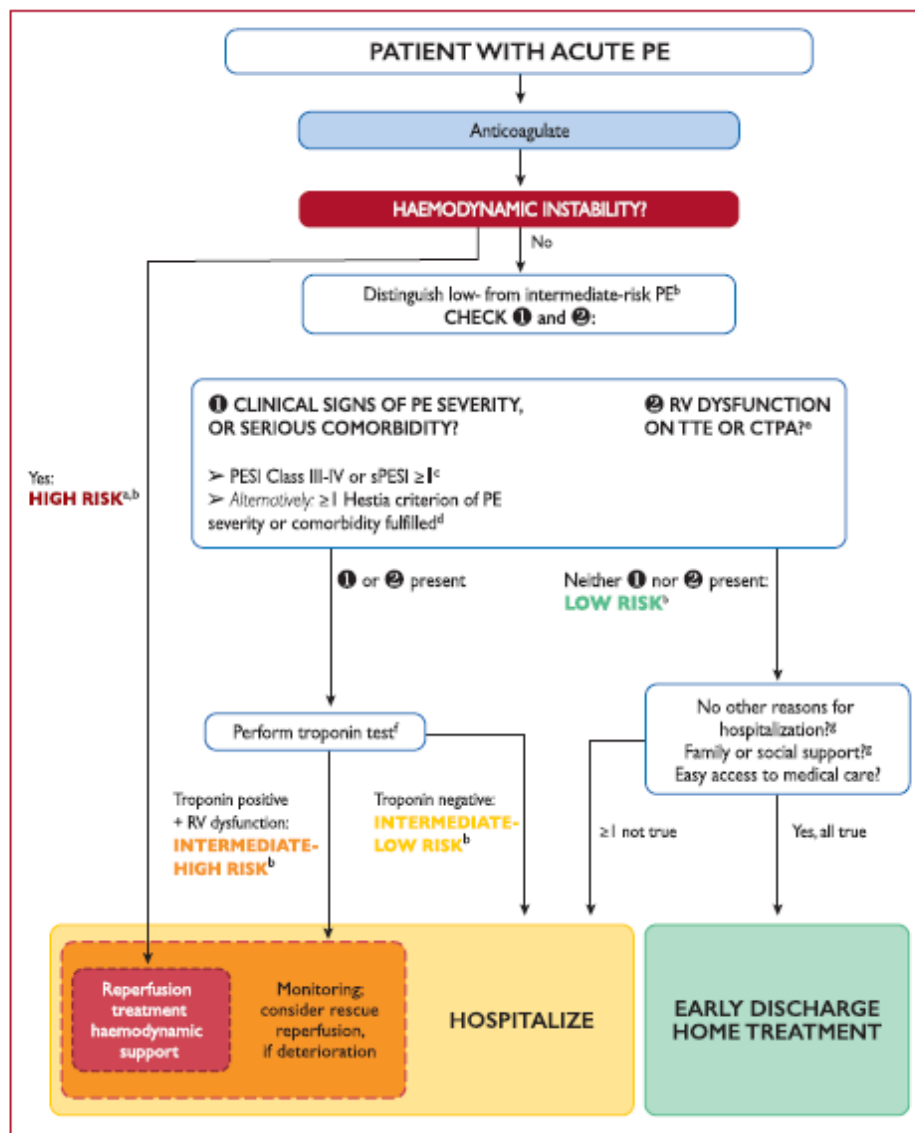 PATIENT WITH ACUTE PE
Anticoagulate
HAEMODYNAMIC INSTABILITY?
No
Distinguish low- from intermediate-risk PEᵇ
CHECK ❶ and ❷:
❶ CLINICAL SIGNS OF PE SEVERITY,
OR SERIOUS COMORBIDITY?
➢ PESI Class III-IV or sPESI ≥1ᶜ
➢ Alternatively: ≥1 Hestia criterion of PE
severity or comorbidity fulfilledᵈ
❷ RV DYSFUNCTION
ON TTE OR CTPA?ᵉ
Yes:
HIGH RISKᵃ,ᵇ
❶ or ❷ present
Neither ❶ nor ❷ present:
LOW RISKᵇ
Perform troponin testᶠ
No other reasons for
hospitalization?ᵍ
Family or social support?ᵍ
Easy access to medical care?
Troponin positive
+ RV dysfunction:
INTERMEDIATE-
HIGH RISKᵇ
Troponin negative:
INTERMEDIATE-
LOW RISKᵇ
≥1 not true
Yes, all true
Reperfusion
treatment
haemodynamic
support
Monitoring;
consider rescue
reperfusion,
if deterioration
HOSPITALIZE
EARLY DISCHARGE
HOME TREATMENT